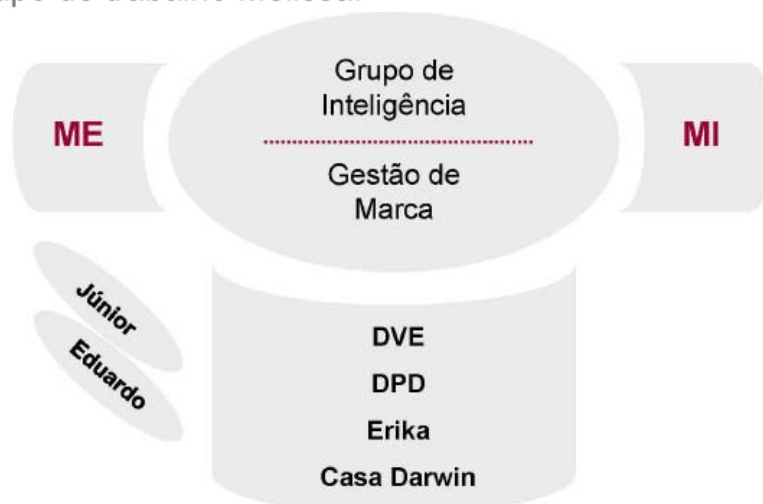 Grupo de
Inteligência
ME
MI
Gestão de
Marca
Júnior
Eduardo
DVE
DPD
Erika
Casa Darwin